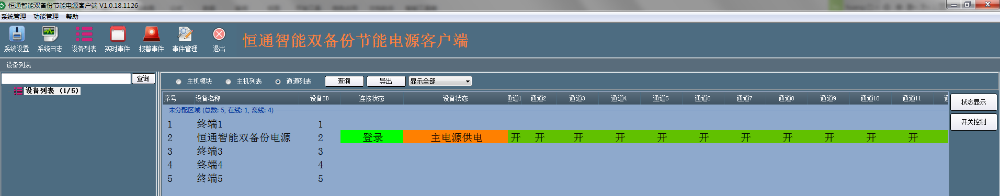 恒通智能双备份节能电源客户端 V1.0.18.1126
系统管理 功能管理 帮助
系统设置 系统日志 设备列表 实时事件 报警事件 事件管理 退出
恒通智能双备份节能电源客户端
设备列表
查询
设备列表 (1/5)
主机模块 主机列表 通道列表 查询 导出 显示全部
序号 设备名称 设备ID 连接状态 设备状态 通道1 通道2 通道3 通道4 通道5 通道6 通道7 通道8 通道9 通道10 通道11
未分配区域 (总数: 5, 在线: 1, 离线: 4)
1 终端1 1
2 恒通智能双备份电源 2 登录 主电源供电 开 开 开 开 开 开 开 开 开 开 开
3 终端3 3
4 终端4 4
5 终端5 5
状态显示
开关控制